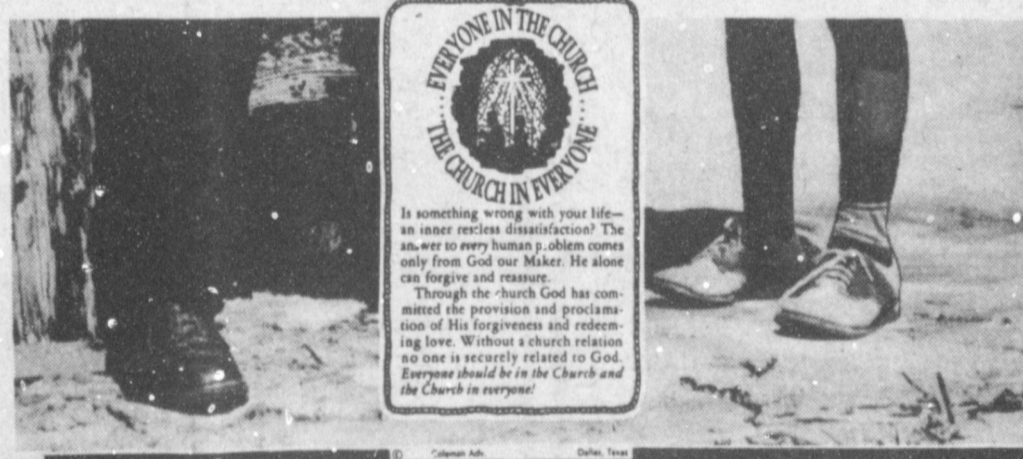 EVERYONE IN THE CHURCH
THE CHURCH IN EVERYONE
Is something wrong with your life—
an inner restless dissatisfaction? The
answer to every human problem comes
only from God our Maker. He alone
can forgive and reassure.
Through the church God has com-
mitted the provision and proclama-
tion of His forgiveness and redeem-
ing love. Without a church relation
no one is securely related to God.
Everyone should be in the Church and
the Church in everyone!
© Coleman Adv. Dallas, Texas